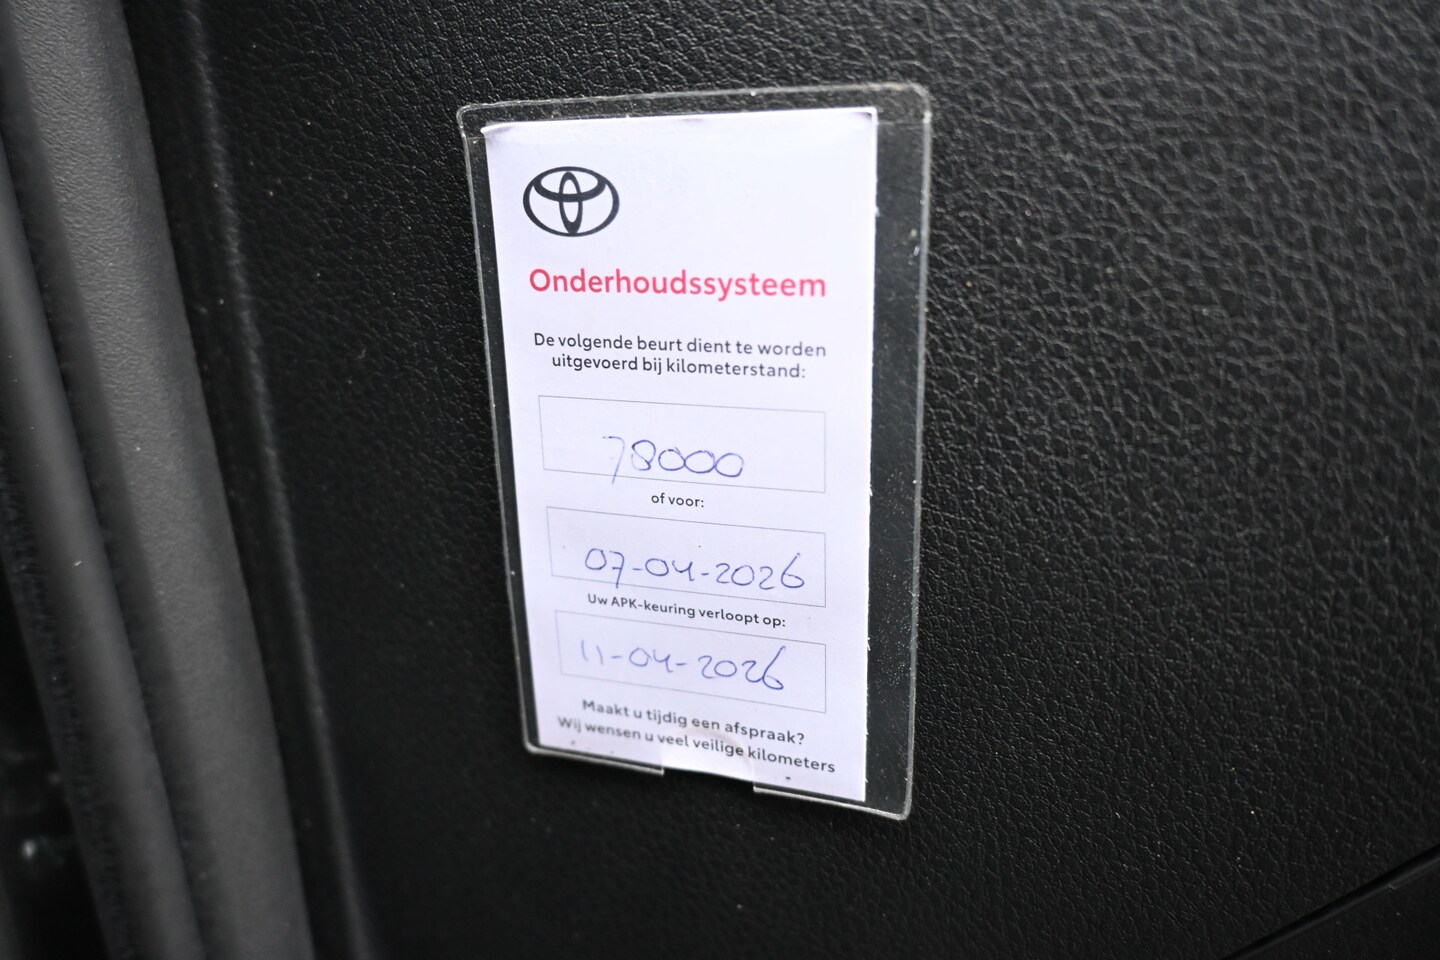 Onderhoudssysteem
De volgende beurt dient te worden
uitgevoerd bij kilometerstand:
78000
of voor:
07-04-2026
Uw APK-keuring verloopt op:
11-04-2026
Maakt u tijdig een afspraak?
Wij wensen u veel veilige kilometers